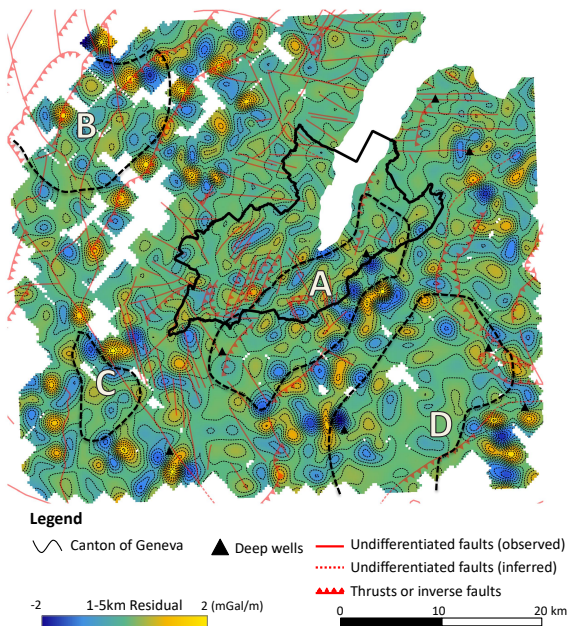 B
A
C
D
Legend
Canton of Geneva
Deep wells
Undifferentiated faults (observed)
Undifferentiated faults (inferred)
Thrusts or inverse faults
-2 1-5km Residual 2 (mGal/m)
0 10 20 km